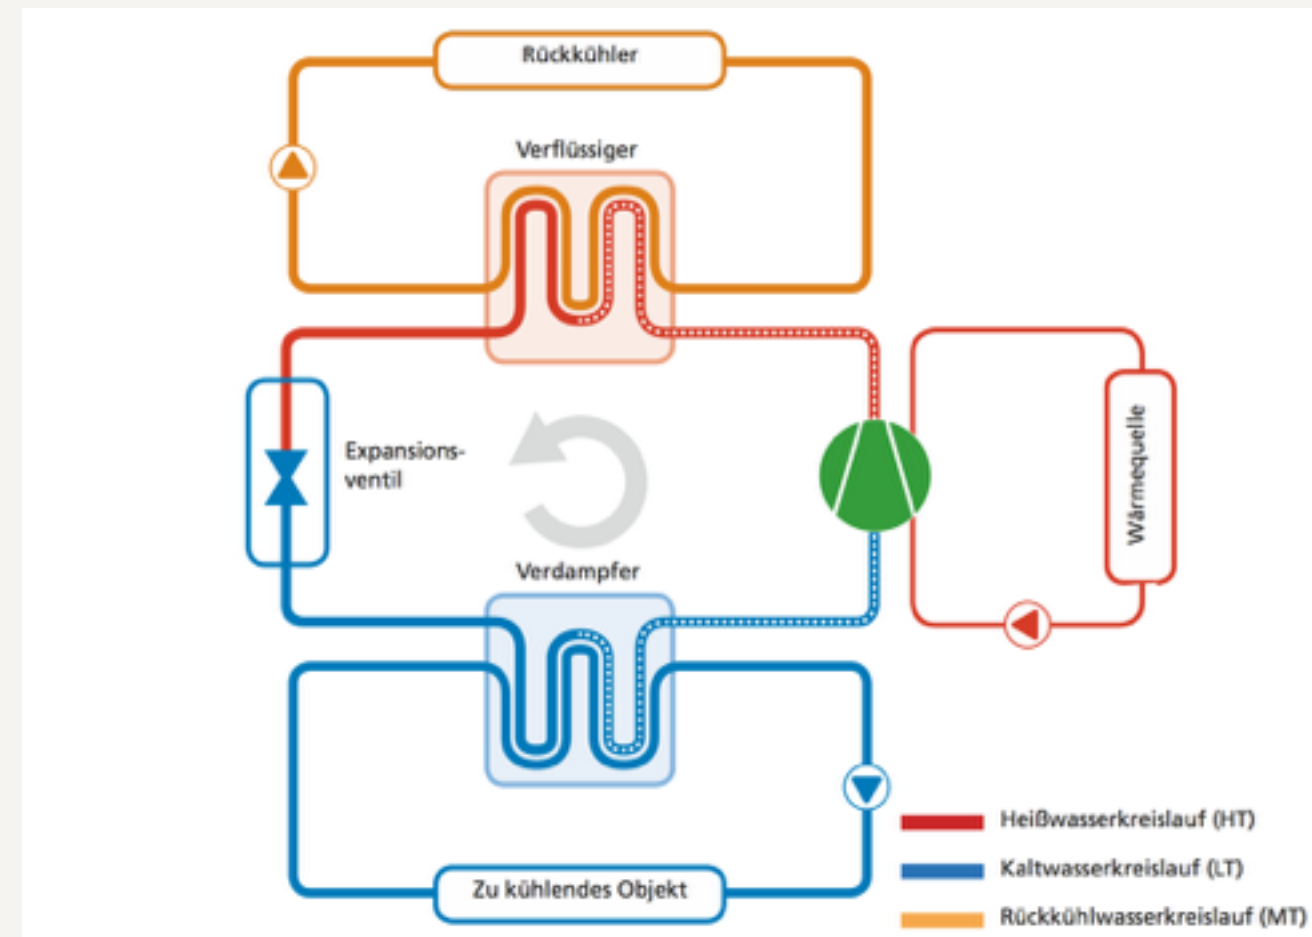 Rückkühler
Verflüssiger
Expansions-
ventil
Wärmequelle
Verdampfer
Zu kühlendes Objekt
Heißwasserkreislauf (HT)
Kaltwasserkreislauf (LT)
Rückkühlwasserkreislauf (MT)